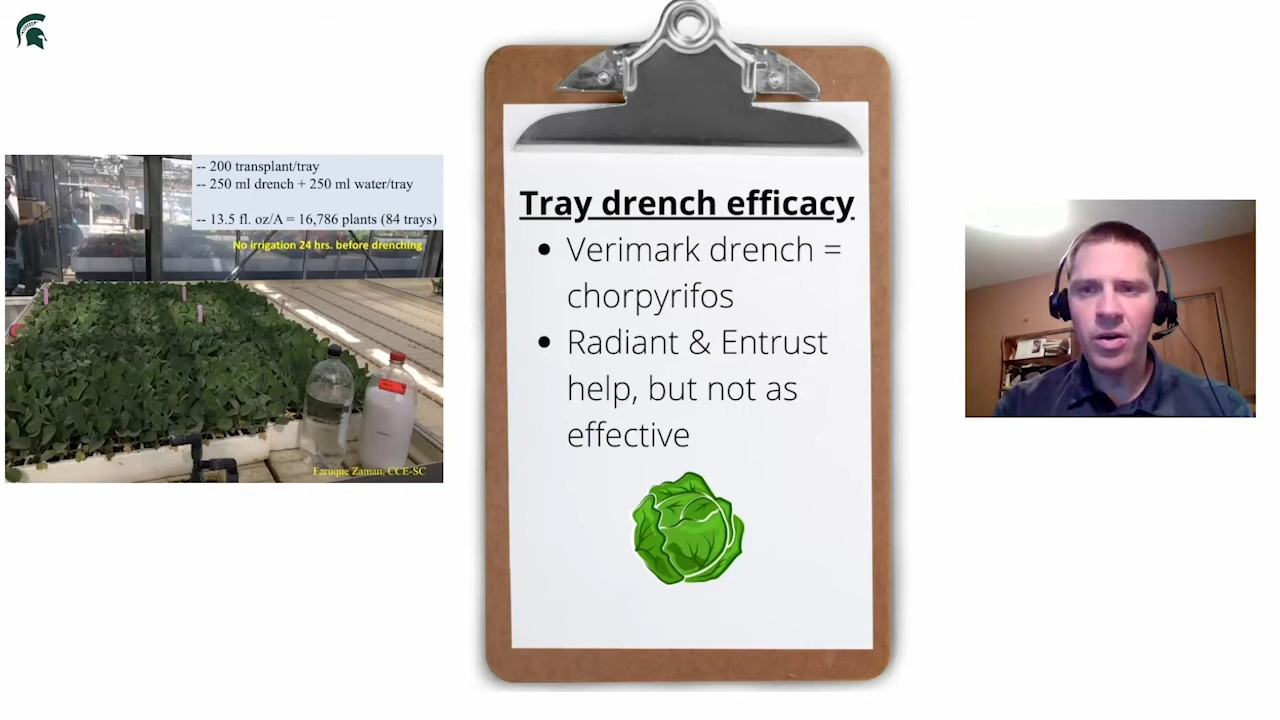 -- 200 transplant/tray
-- 250 ml drench + 250 ml water/tray
-- 13.5 fl. oz/A = 16,786 plants (84 trays)
No irrigation 24 hrs. before drenching
Faruque Zaman, CCE-SC
Tray drench efficacy
• Verimark drench =
chorpyrifos
• Radiant & Entrust
help, but not as
effective